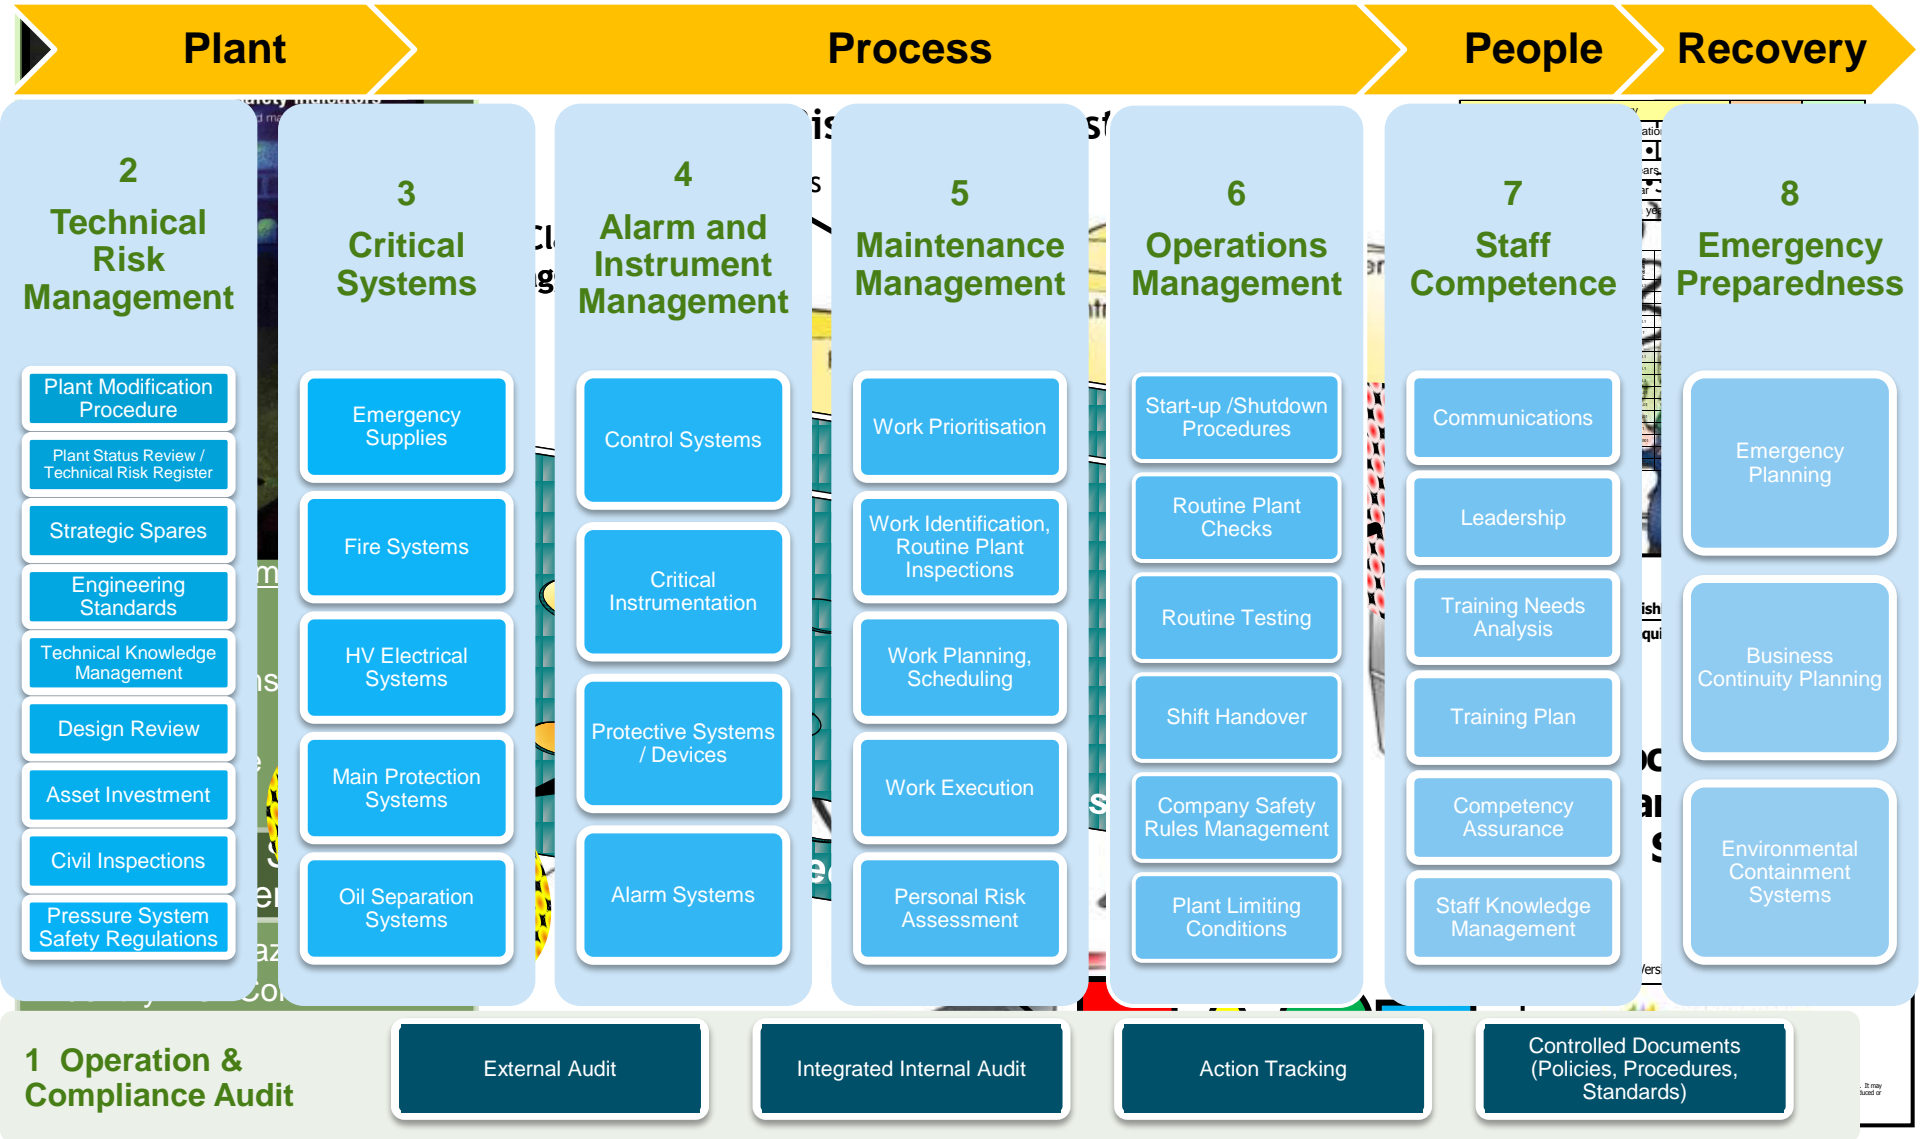 Plant
Process
People
Recovery
2
Technical
Risk
Management
Plant Modification
Procedure
Plant Status Review /
Technical Risk Register
Strategic Spares
Engineering
Standards
Technical Knowledge
Management
Design Review
Asset Investment
Civil Inspections
Pressure System
Safety Regulations
3
Critical
Systems
Emergency
Supplies
Fire Systems
HV Electrical
Systems
Main Protection
Systems
Oil Separation
Systems
4
Alarm and
Instrument
Management
Control Systems
Critical
Instrumentation
Protective Systems
/ Devices
Alarm Systems
5
Maintenance
Management
Work Prioritisation
Work Identification,
Routine Plant
Inspections
Work Planning,
Scheduling
Work Execution
Personal Risk
Assessment
6
Operations
Management
Start-up /Shutdown
Procedures
Routine Plant
Checks
Routine Testing
Shift Handover
Company Safety
Rules Management
Plant Limiting
Conditions
7
Staff
Competence
Communications
Leadership
Training Needs
Analysis
Training Plan
Competency
Assurance
Staff Knowledge
Management
8
Emergency
Preparedness
Emergency
Planning
Business
Continuity Planning
Environmental
Containment
Systems
1 Operation &
Compliance Audit
External Audit
Integrated Internal Audit
Action Tracking
Controlled Documents
(Policies, Procedures,
Standards)
. It may